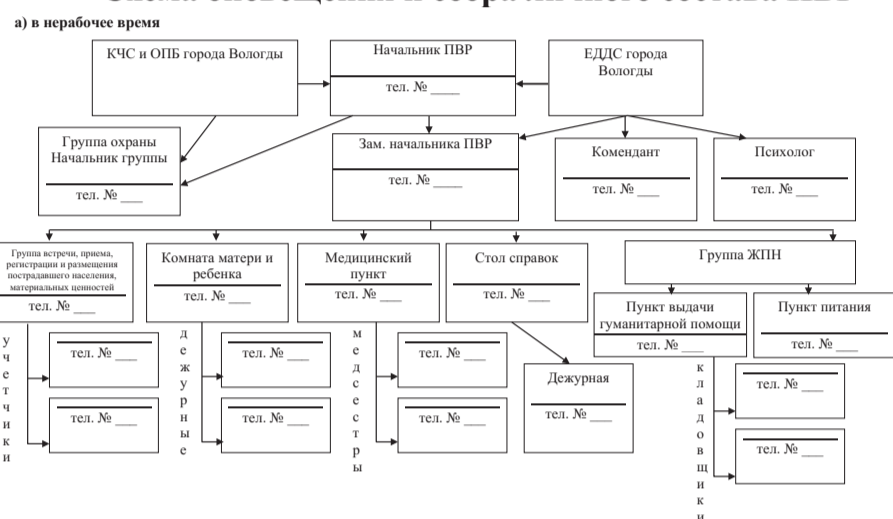 а) в нерабочее время
КЧС и ОПБ города Вологды
Начальник ПВР
тел. № ____
ЕДДС города
Вологды
Группа охраны
Начальник группы
тел. № ___
Зам. начальника ПВР
тел. № ____
Комендант
тел. № ___
Психолог
тел. № ___
Группа встречи, приема,
регистрации и размещения
пострадавшего населения,
материальных ценностей
тел. № ___
Комната матери и
ребенка
тел. № ___
Медицинский
пункт
тел. № ___
Стол справок
тел. № ___
Группа ЖПН
Пункт выдачи
гуманитарной помощи
тел. № ___
Пункт питания
тел. № ___
учетчики
тел. № ___
тел. № ___
дежурные
тел. № ___
тел. № ___
медсестры
тел. № ___
тел. № ___
Дежурная
тел. № ___
кладовщики
тел. № ___
тел. № ___